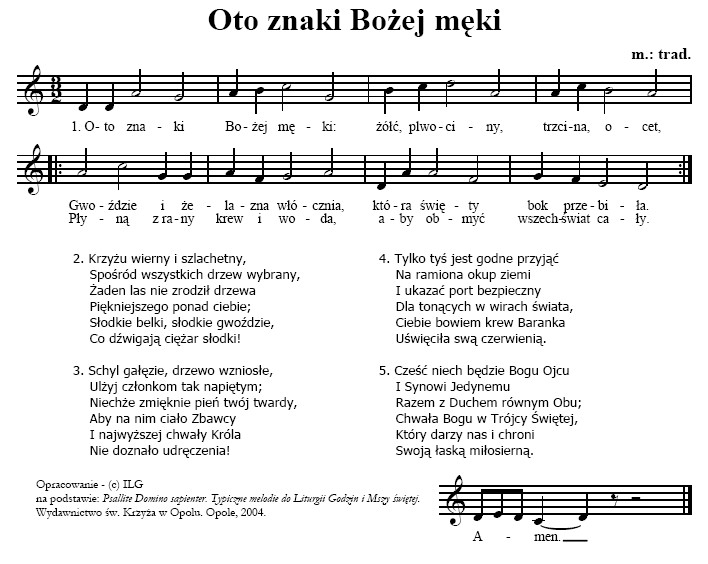 Oto znaki Bożej męki
m.: trad.
3
2
1. O - to zna - ki Bo - żej mę - ki: żółć, plwo - ci - ny, trzci - na, o - cet,
Gwo - ździe i że - la - zna włó - cznia, któ - ra świę - ty bok prze - bi - ła.
Pły - ną z ra - ny krew i wo - da, a - by ob - myć wszech - świat ca - ły.
2. Krzyżu wierny i szlachetny,
Spośród wszystkich drzew wybrany,
Żaden las nie zrodził drzewa
Piękniejszego ponad ciebie;
Słodkie belki, słodkie gwoździe,
Co dźwigają ciężar słodki!
3. Schyl gałęzie, drzewo wzniosłe,
Ulżyj członkom tak napiętym;
Niechże zmięknie pień twój twardy,
Aby na nim ciało Zbawcy
I najwyższej chwały Króla
Nie doznało udręczenia!
4. Tylko tyś jest godne przyjąć
Na ramiona okup ziemi
I ukazać port bezpieczny
Dla tonących w wirach świata,
Ciebie bowiem krew Baranka
Uświęciła swą czerwienią.
5. Cześć niech będzie Bogu Ojcu
I Synowi Jedynemu
Razem z Duchem równym Obu;
Chwała Bogu w Trójcy Świętej,
Który darzy nas i chroni
Swoją łaską miłosierną.
Opracowanie - (c) ILG
na podstawie: Psallite Domino sapienter. Typiczne melodie do Liturgii Godzin i Mszy świętej.
Wydawnictwo św. Krzyża w Opolu. Opole, 2004.
A - men.